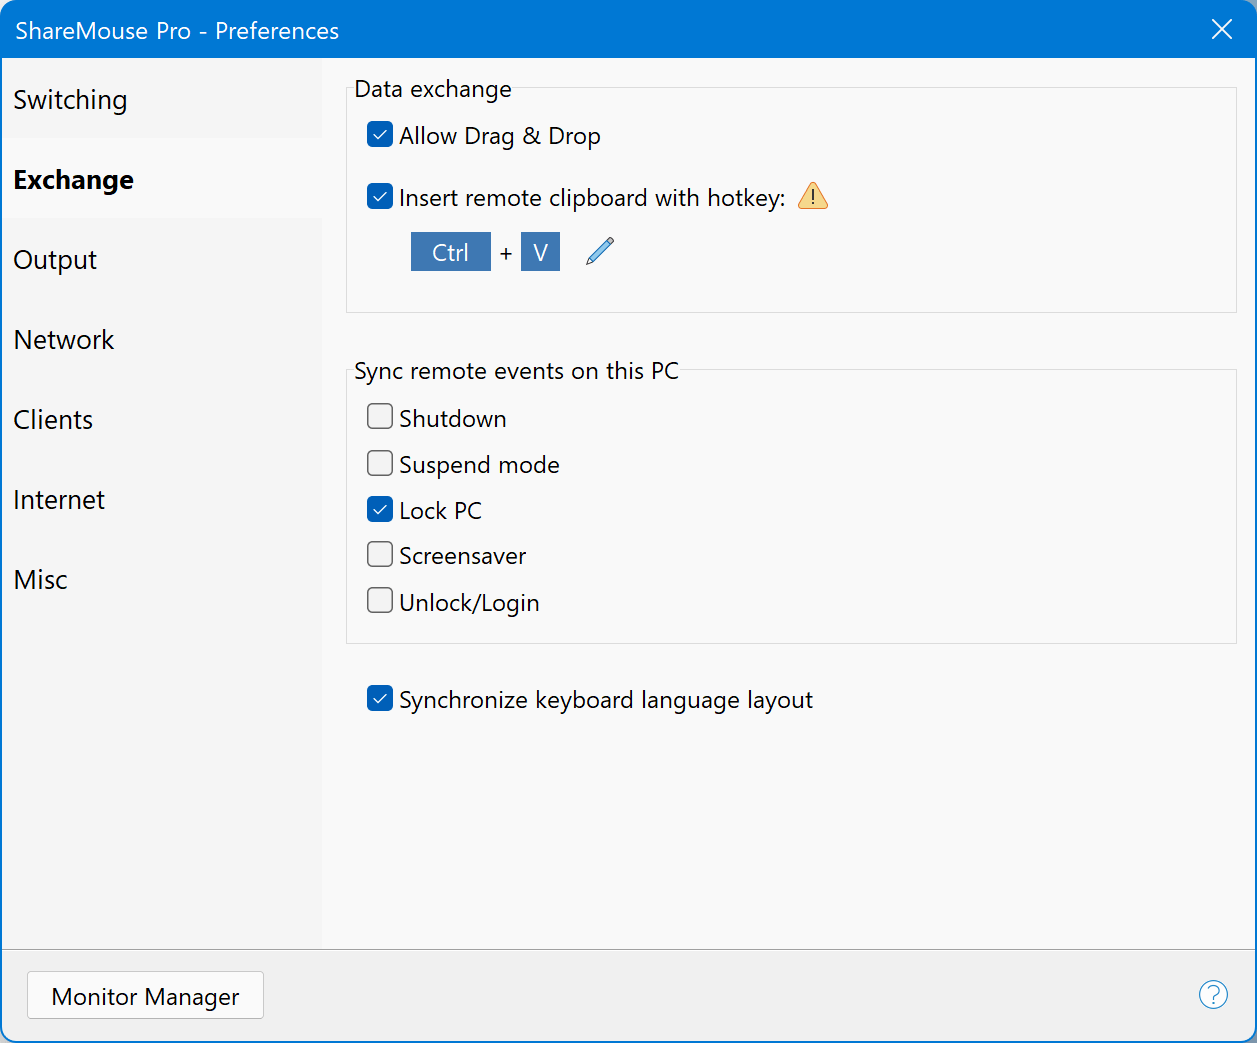 ShareMouse Pro - Preferences
Switching
Exchange
Output
Network
Clients
Internet
Misc
Data exchange
Allow Drag & Drop
Insert remote clipboard with hotkey:
Ctrl + V
Sync remote events on this PC
Shutdown
Suspend mode
Lock PC
Screensaver
Unlock/Login
Synchronize keyboard language layout
Monitor Manager
?